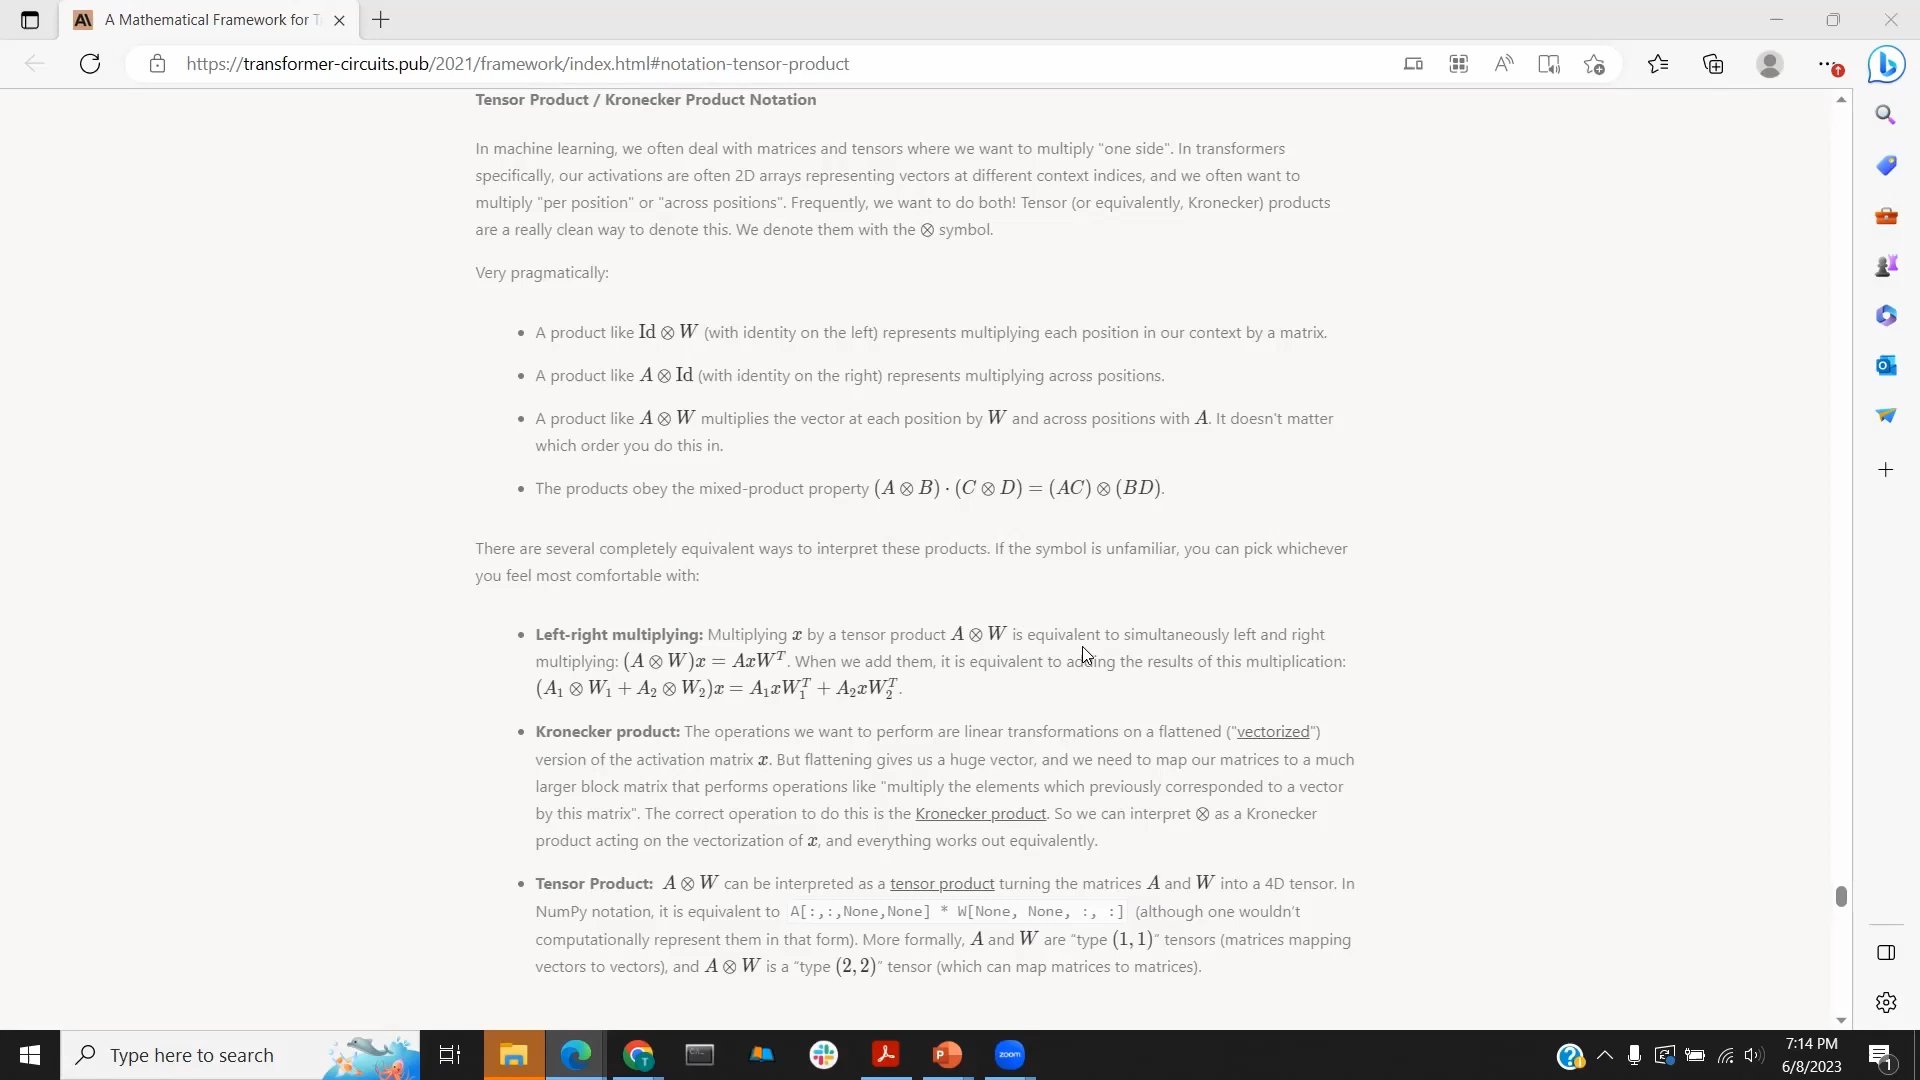 A Mathematical Framework for T
https://transformer-circuits.pub/2021/framework/index.html#notation-tensor-product
Tensor Product / Kronecker Product Notation
In machine learning, we often deal with matrices and tensors where we want to multiply "one side". In transformers
specifically, our activations are often 2D arrays representing vectors at different context indices, and we often want to
multiply "per position" or "across positions". Frequently, we want to do both! Tensor (or equivalently, Kronecker) products
are a really clean way to denote this. We denote them with the ⊗ symbol.
Very pragmatically:
• A product like Id ⊗ W (with identity on the left) represents multiplying each position in our context by a matrix.
• A product like A ⊗ Id (with identity on the right) represents multiplying across positions.
• A product like A ⊗ W multiplies the vector at each position by W and across positions with A. It doesn't matter
which order you do this in.
• The products obey the mixed-product property (A ⊗ B) · (C ⊗ D) = (AC) ⊗ (BD).
There are several completely equivalent ways to interpret these products. If the symbol is unfamiliar, you can pick whichever
you feel most comfortable with:
• Left-right multiplying: Multiplying x by a tensor product A ⊗ W is equivalent to simultaneously left and right
multiplying: (A ⊗ W)x = AxWᵀ. When we add them, it is equivalent to adding the results of this multiplication:
(A₁ ⊗ W₁ + A₂ ⊗ W₂)x = A₁xW₁ᵀ + A₂xW₂ᵀ.
• Kronecker product: The operations we want to perform are linear transformations on a flattened ("vectorized")
version of the activation matrix x. But flattening gives us a huge vector, and we need to map our matrices to a much
larger block matrix that performs operations like "multiply the elements which previously corresponded to a vector
by this matrix". The correct operation to do this is the Kronecker product. So we can interpret ⊗ as a Kronecker
product acting on the vectorization of x, and everything works out equivalently.
• Tensor Product: A ⊗ W can be interpreted as a tensor product turning the matrices A and W into a 4D tensor. In
NumPy notation, it is equivalent to A[:,:,None,None] * W[None, None, :, :] (although one wouldn't
computationally represent them in that form). More formally, A and W are "type (1, 1)" tensors (matrices mapping
vectors to vectors), and A ⊗ W is a "type (2, 2)" tensor (which can map matrices to matrices).
Type here to search
zoom
7:14 PM
6/8/2023
1